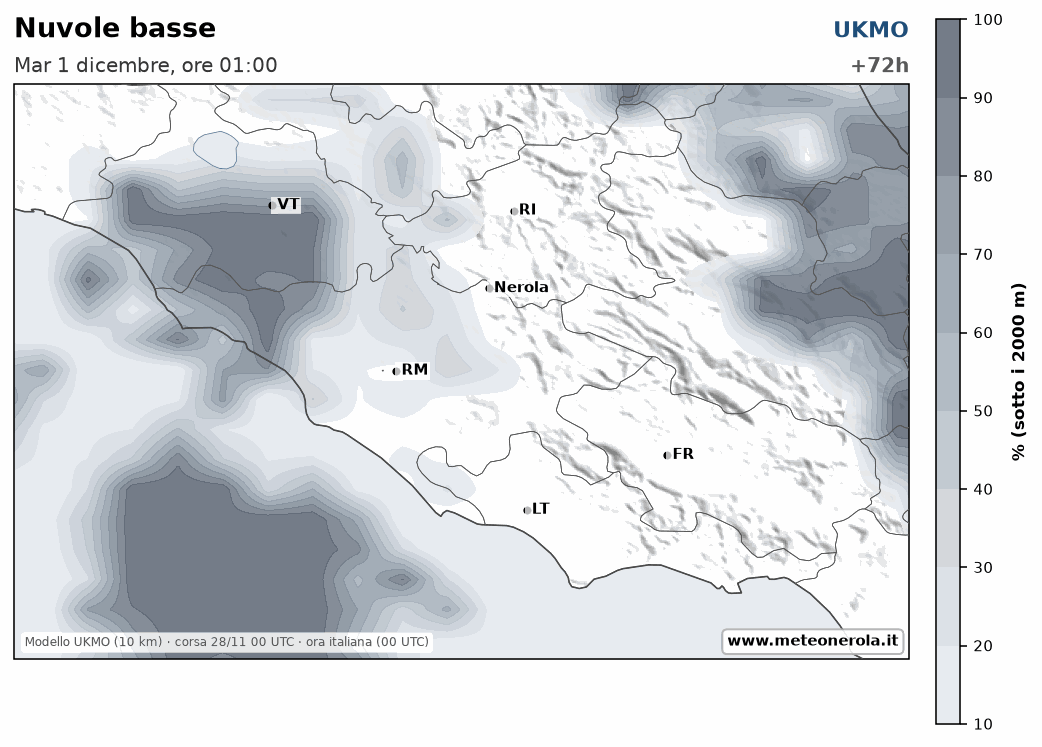 Nuvole basse
UKMO
Mar 1 dicembre, ore 01:00
+72h
100
90
80
70
60
50
40
30
20
10
% (sotto i 2000 m)
VT
RI
Nerola
RM
FR
LT
Modello UKMO (10 km) · corsa 28/11 00 UTC · ora italiana (00 UTC)
www.meteonerola.it